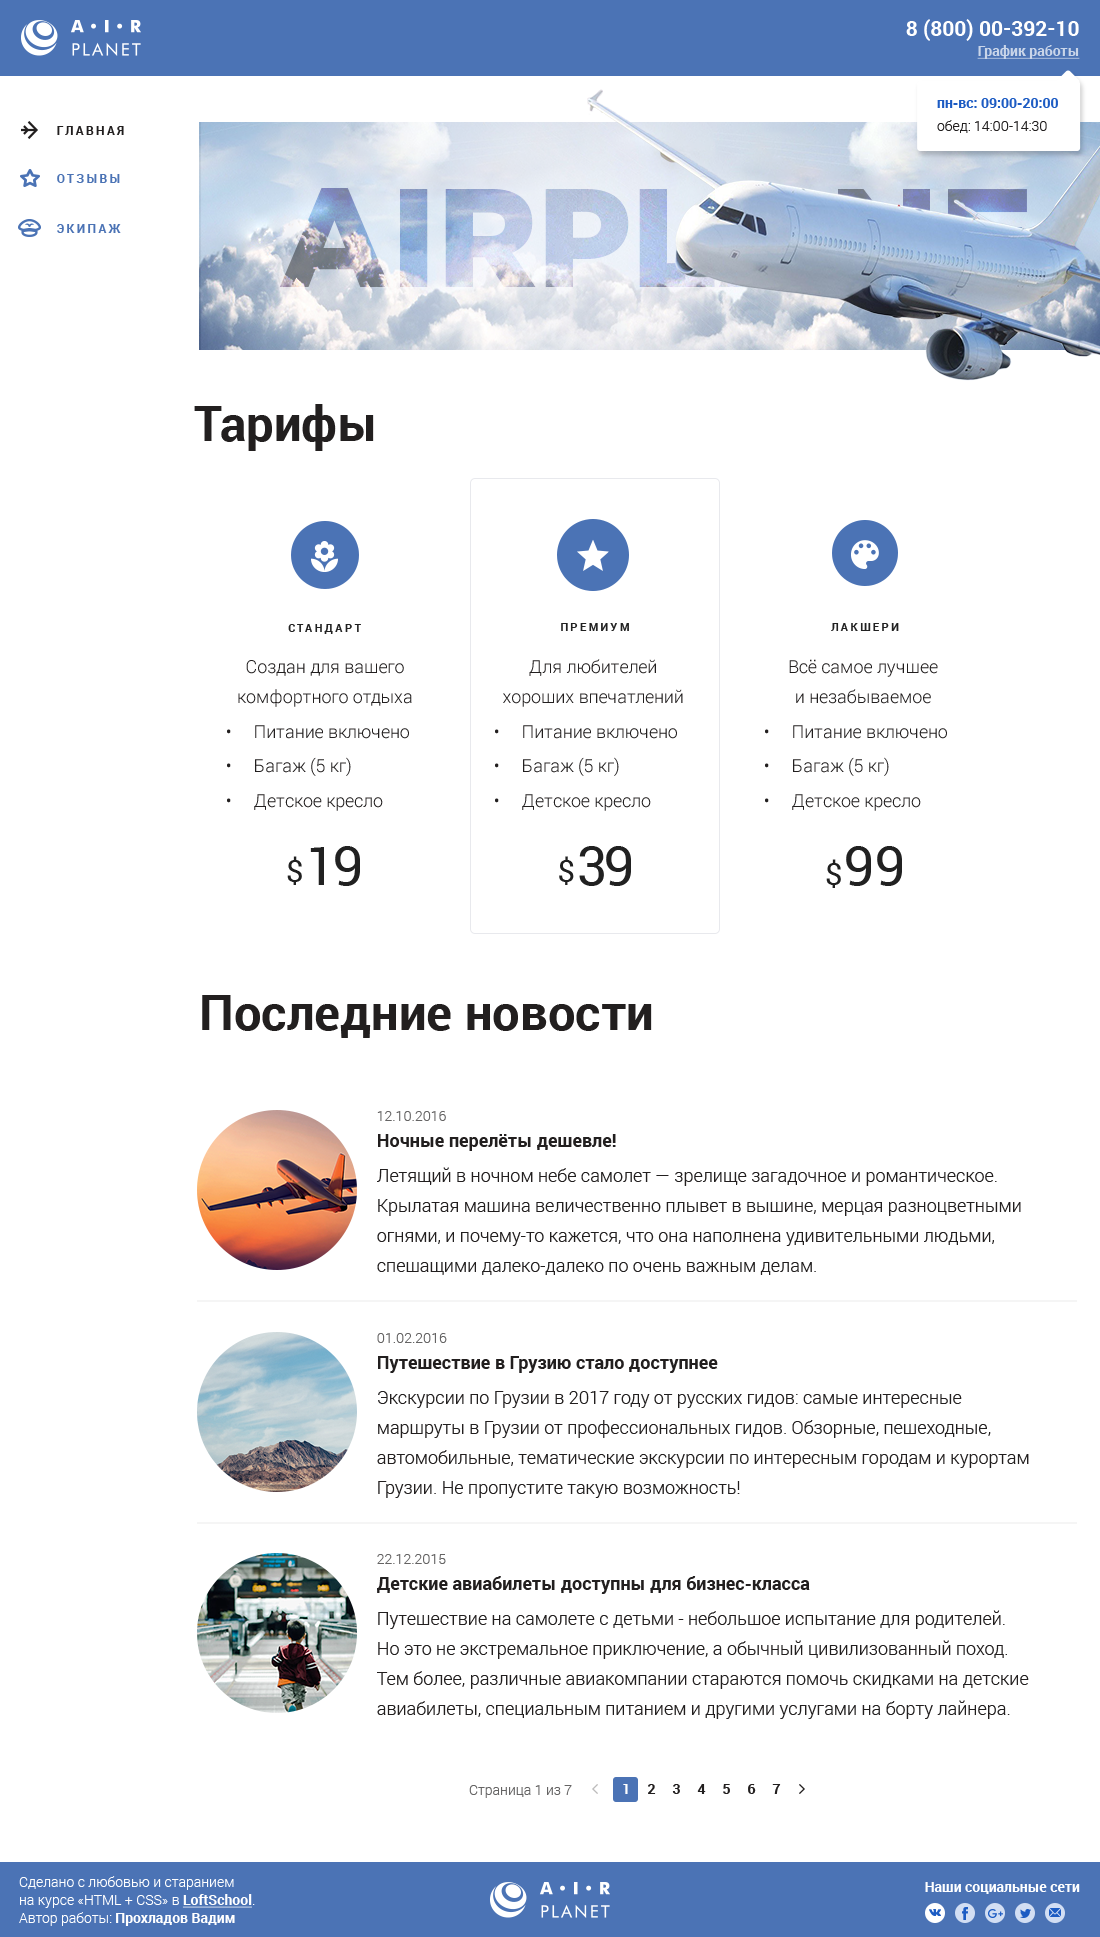 A•I•R
PLANET
8 (800) 00-392-10
График работы
пн-вс: 09:00-20:00
обед: 14:00-14:30
ГЛАВНАЯ
ОТЗЫВЫ
ЭКИПАЖ
AIRPLANE
Тарифы
СТАНДАРТ
Создан для вашего
комфортного отдыха
• Питание включено
• Багаж (5 кг)
• Детское кресло
$19
ПРЕМИУМ
Для любителей
хороших впечатлений
• Питание включено
• Багаж (5 кг)
• Детское кресло
$39
ЛАКШЕРИ
Всё самое лучшее
и незабываемое
• Питание включено
• Багаж (5 кг)
• Детское кресло
$99
Последние новости
12.10.2016
Ночные перелёты дешевле!
Летящий в ночном небе самолет — зрелище загадочное и романтическое.
Крылатая машина величественно плывет в вышине, мерцая разноцветными
огнями, и почему-то кажется, что она наполнена удивительными людьми,
спешащими далеко-далеко по очень важным делам.
01.02.2016
Путешествие в Грузию стало доступнее
Экскурсии по Грузии в 2017 году от русских гидов: самые интересные
маршруты в Грузии от профессиональных гидов. Обзорные, пешеходные,
автомобильные, тематические экскурсии по интересным городам и курортам
Грузии. Не пропустите такую возможность!
22.12.2015
Детские авиабилеты доступны для бизнес-класса
Путешествие на самолете с детьми - небольшое испытание для родителей.
Но это не экстремальное приключение, а обычный цивилизованный поход.
Тем более, различные авиакомпании стараются помочь скидками на детские
авиабилеты, специальным питанием и другими услугами на борту лайнера.
Страница 1 из 7 1 2 3 4 5 6 7
Сделано с любовью и старанием
на курсе «HTML + CSS» в LoftSchool.
Автор работы: Прохладов Вадим
A•I•R
PLANET
Наши социальные сети